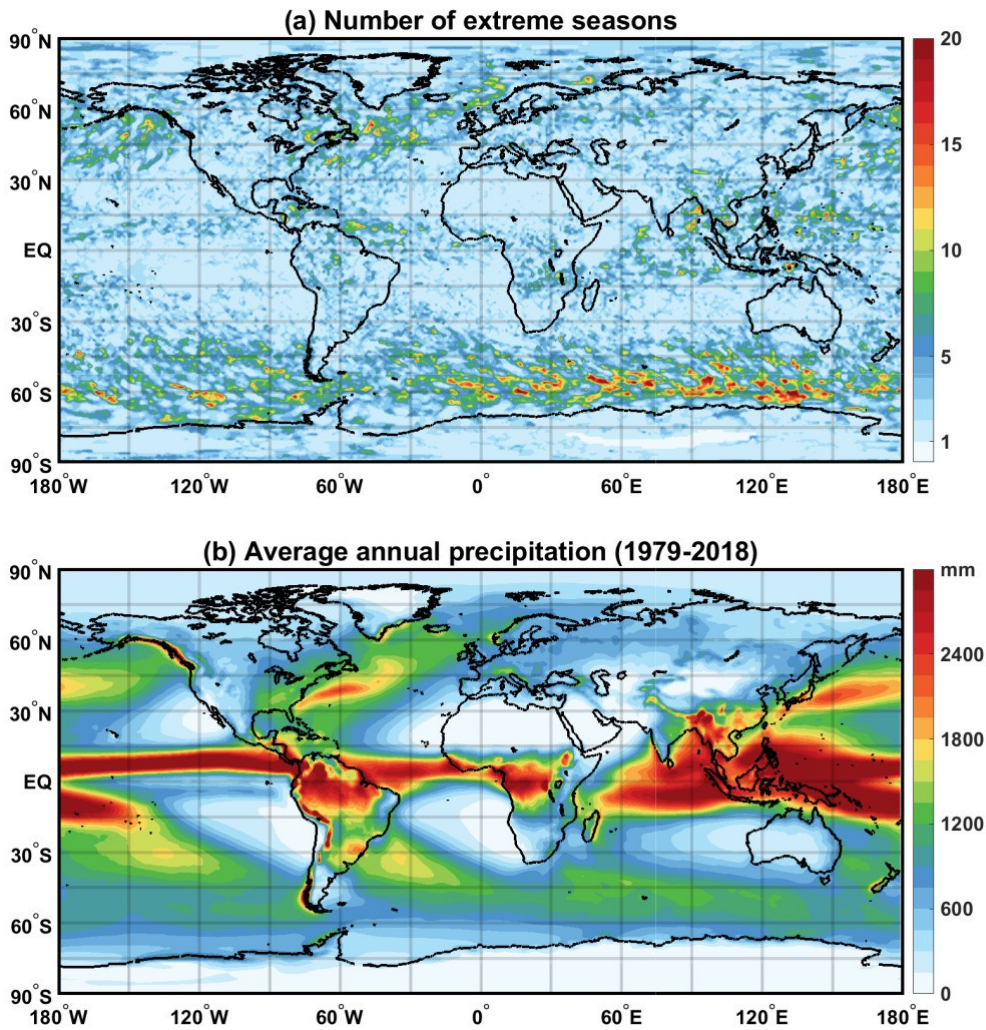 (a) Number of extreme seasons
90°N
60°N
30°N
EQ
30°S
60°S
90°S
180°W
120°W
60°W
0°
60°E
120°E
180°E
20
15
10
5
1
(b) Average annual precipitation (1979-2018)
90°N
60°N
30°N
EQ
30°S
60°S
90°S
180°W
120°W
60°W
0°
60°E
120°E
180°E
mm
2400
1800
1200
600
0